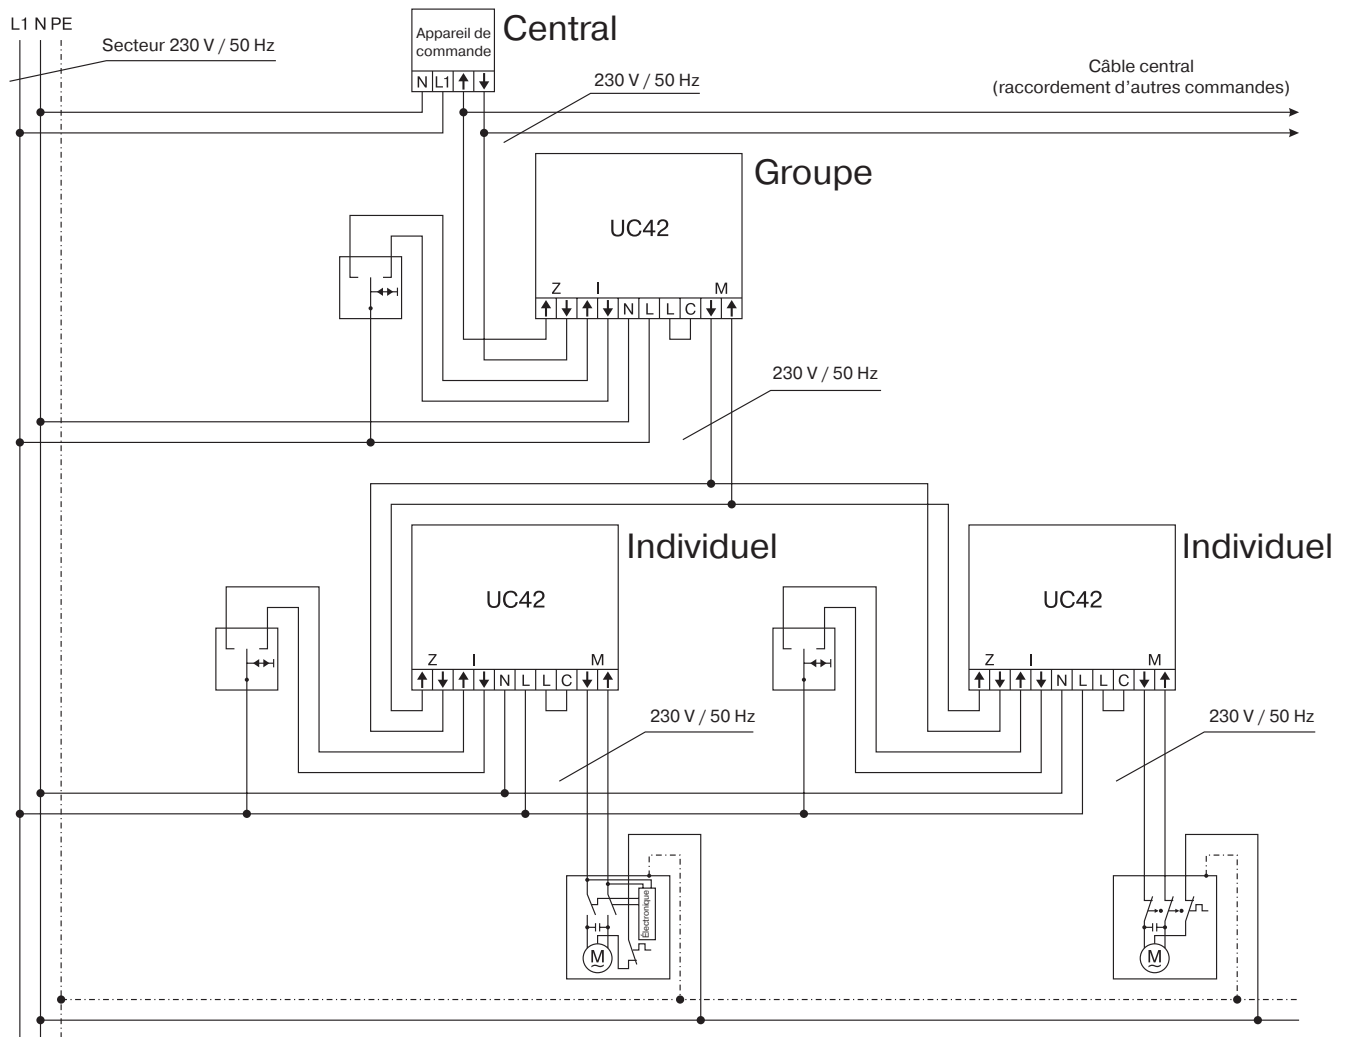 L1 N PE
Secteur 230 V / 50 Hz
Appareil de
commande
Central
N L1
230 V / 50 Hz
Câble central
(raccordement d'autres commandes)
Groupe
UC42
Z I M
N L L C
230 V / 50 Hz
Individuel
UC42
Z I M
N L L C
230 V / 50 Hz
Individuel
UC42
Z I M
N L L C
230 V / 50 Hz
Électronique
M
M